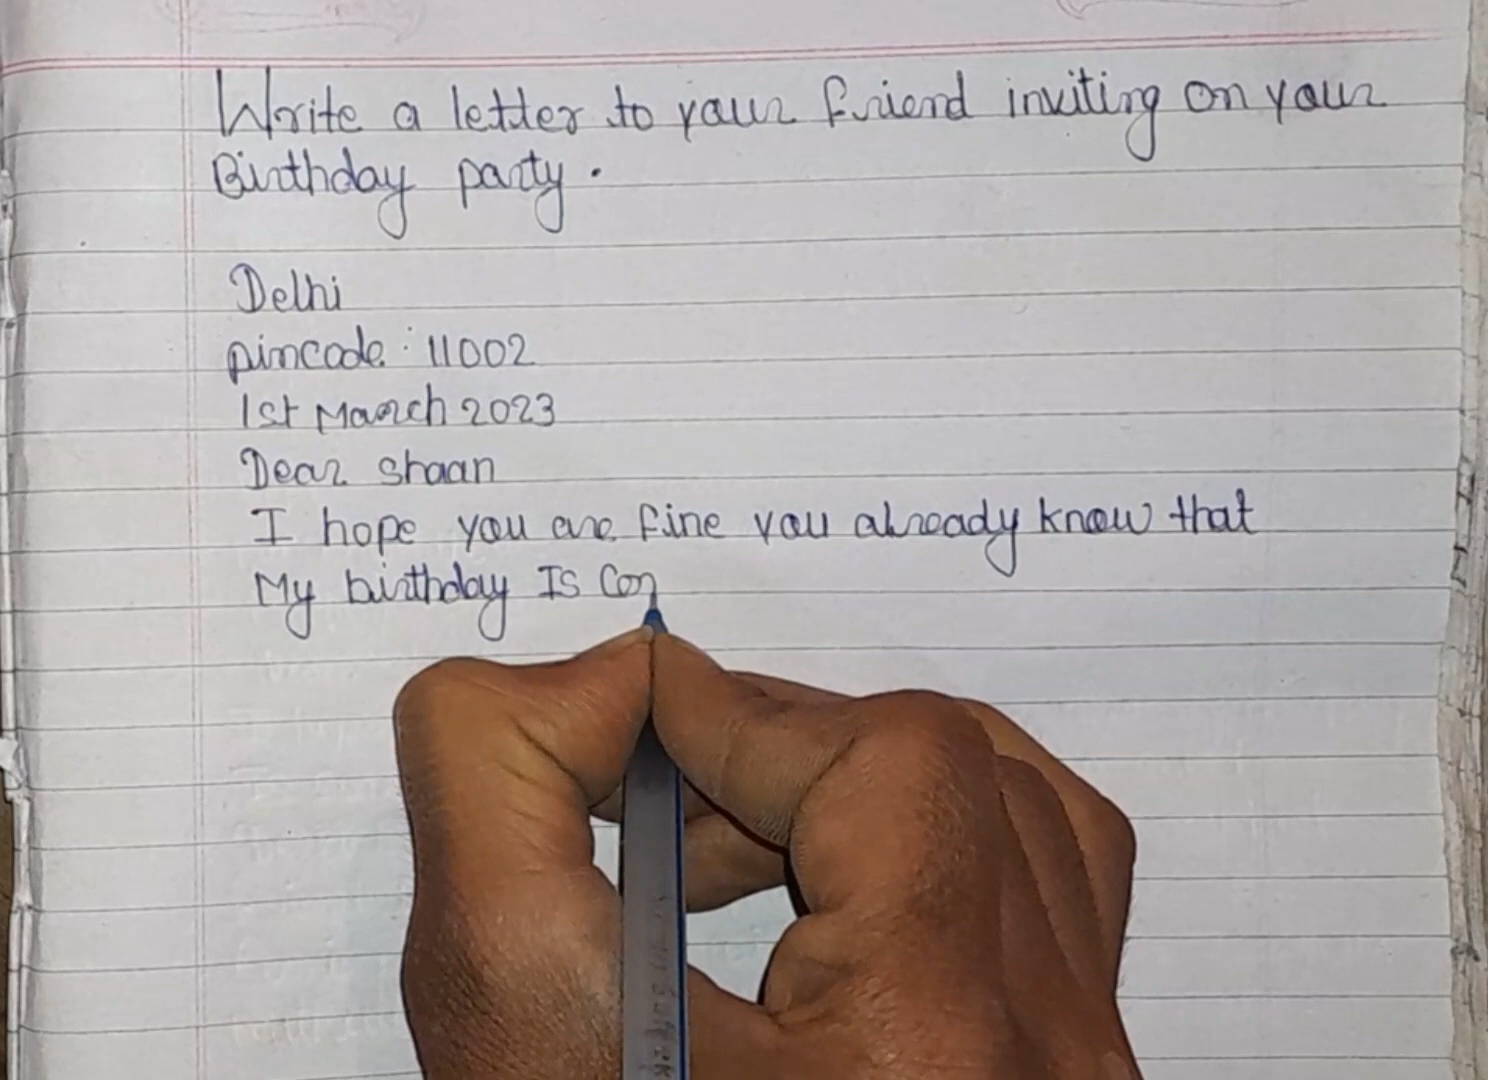 Write a letter to your friend inviting on your
Birthday party.
Delhi
pincode : 11002
1st March 2023
Dear shaan
I hope you are fine you already know that
My birthday Is Con